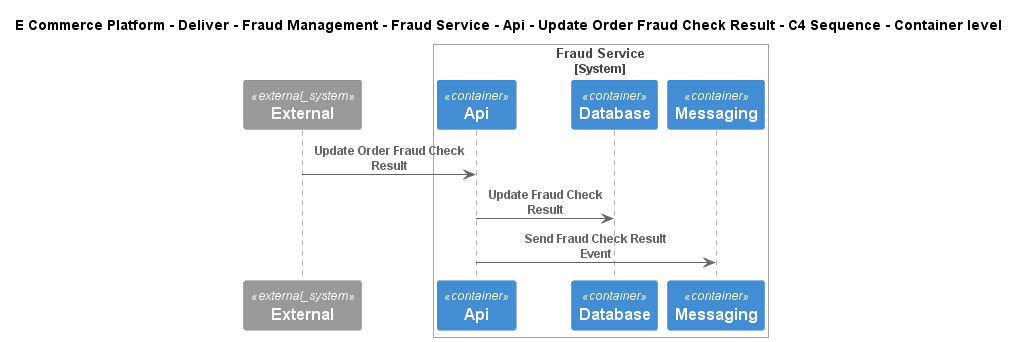 E Commerce Platform - Deliver - Fraud Management - Fraud Service - Api - Update Order Fraud Check Result - C4 Sequence - Container level
Fraud Service
[System]
«external_system»
External
«container»
Api
«container»
Database
«container»
Messaging
Update Order Fraud Check
Result
Update Fraud Check
Result
Send Fraud Check Result
Event
«external_system»
External
«container»
Api
«container»
Database
«container»
Messaging